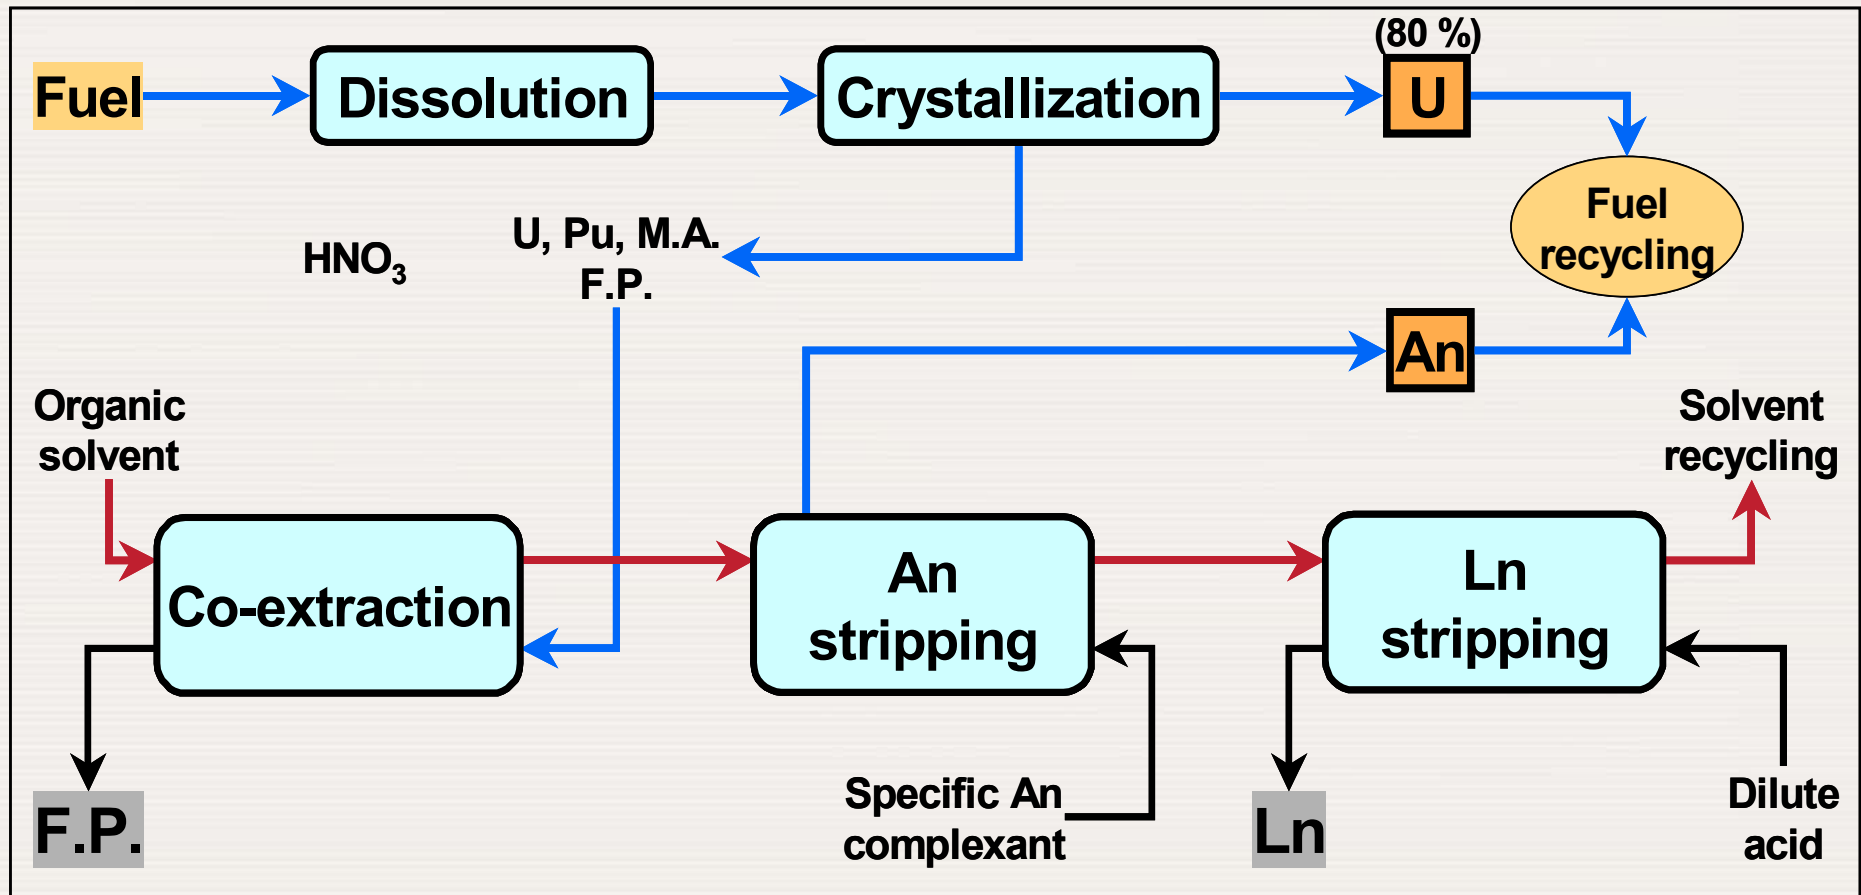 (80 %)
Fuel
Dissolution
Crystallization
U
Fuel
recycling
HNO₃
U, Pu, M.A.
F.P.
An
Organic
solvent
Solvent
recycling
Co-extraction
An
stripping
Ln
stripping
F.P.
Specific An
complexant
Ln
Dilute
acid